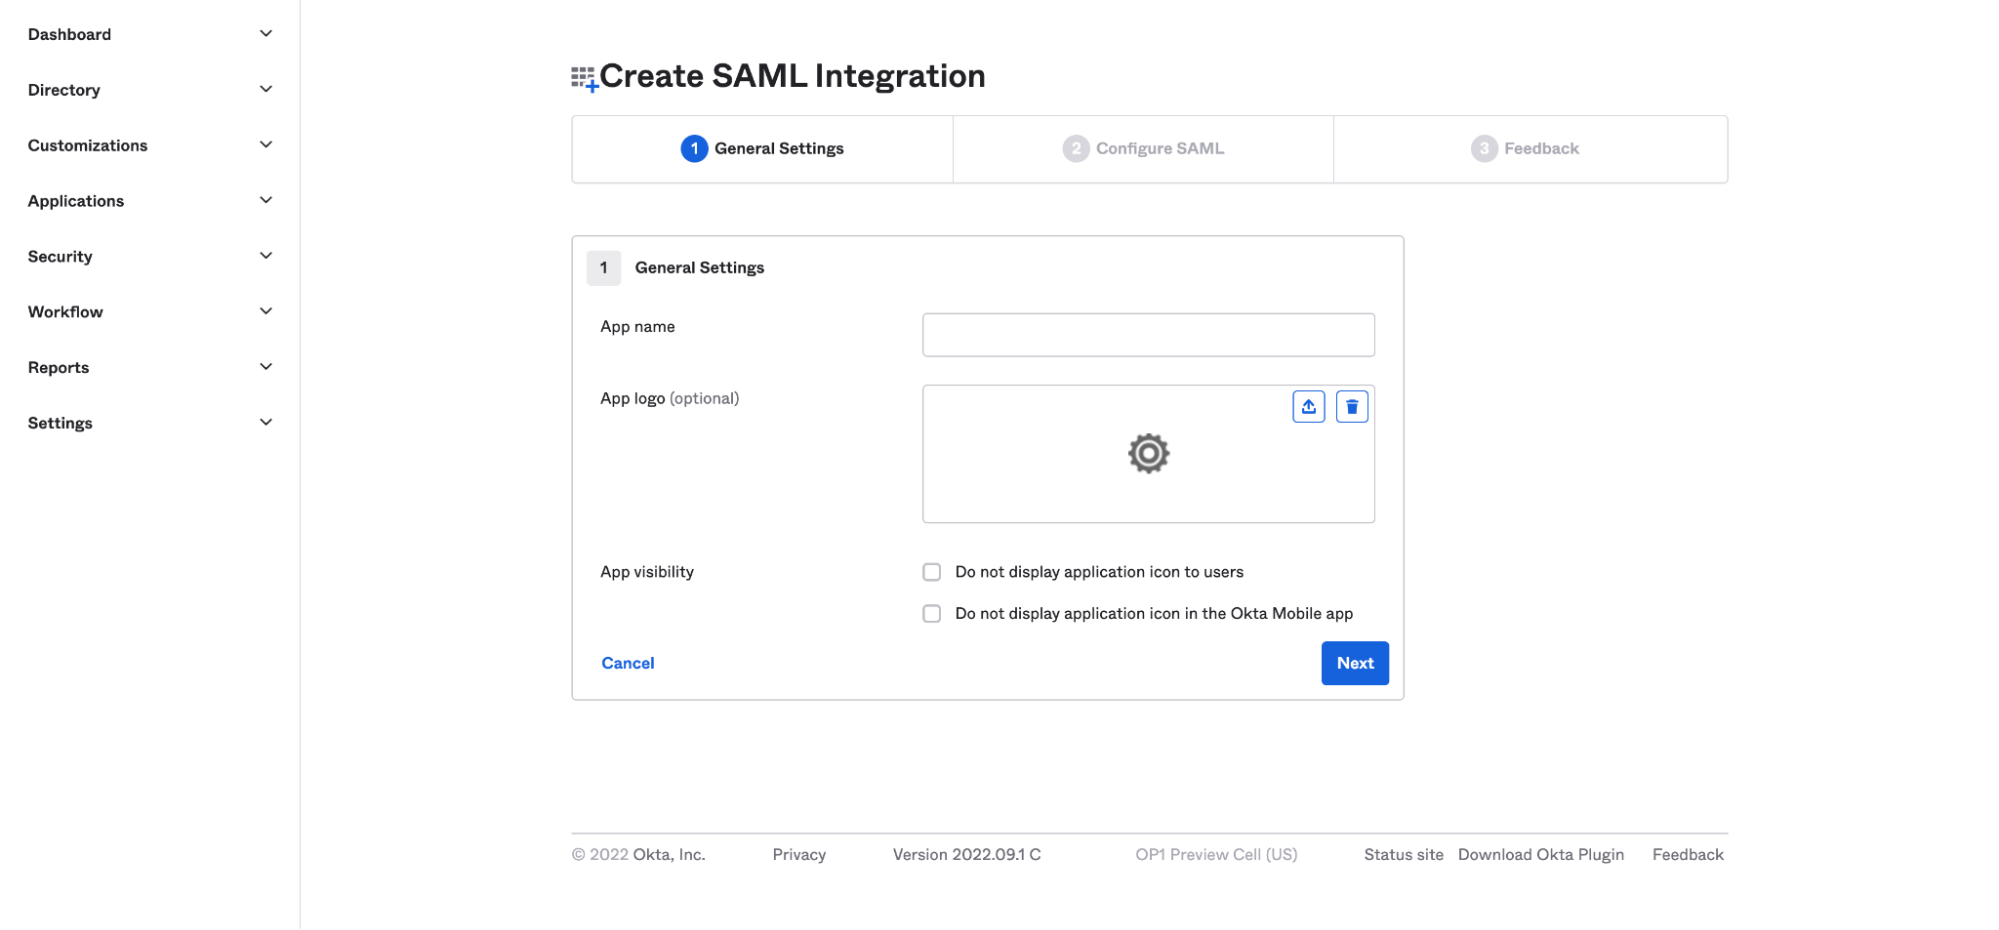 Dashboard
Directory
Customizations
Applications
Security
Workflow
Reports
Settings
Create SAML Integration
1 General Settings
2 Configure SAML
3 Feedback
1 General Settings
App name
App logo (optional)
App visibility
Do not display application icon to users
Do not display application icon in the Okta Mobile app
Cancel
Next
© 2022 Okta, Inc. Privacy Version 2022.09.1 C OP1 Preview Cell (US) Status site Download Okta Plugin Feedback